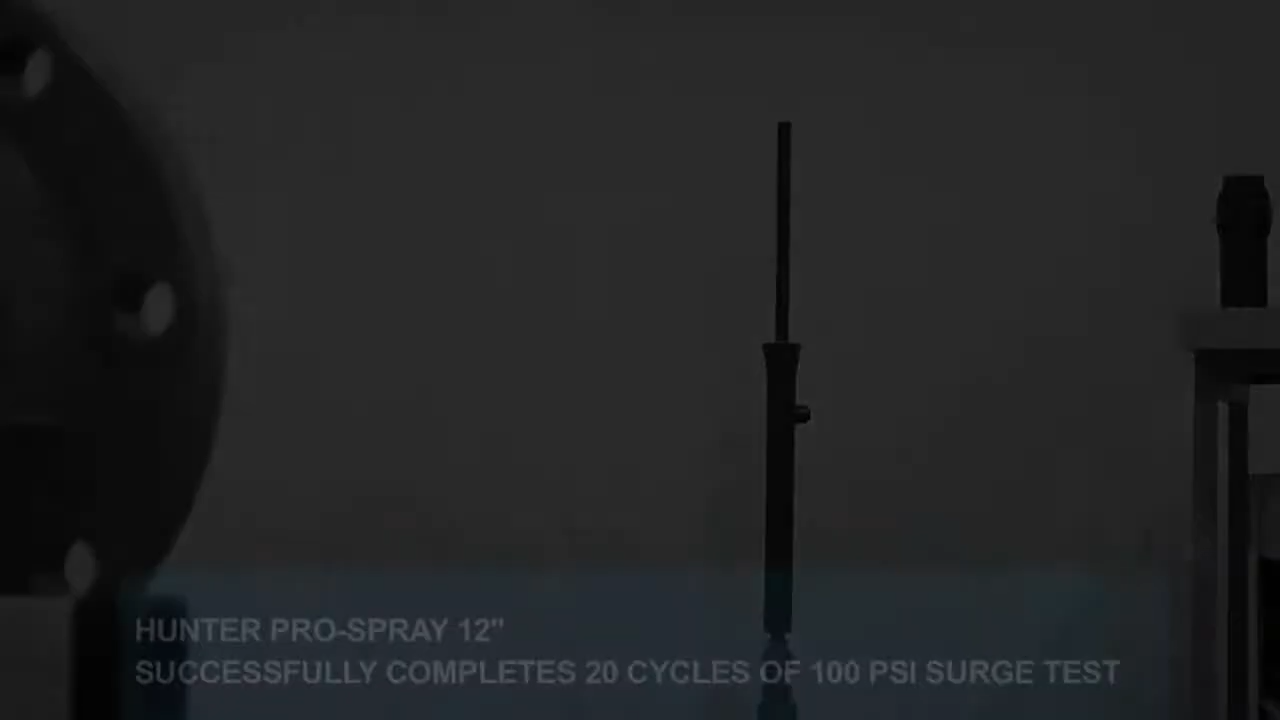 HUNTER PRO-SPRAY 12"
SUCCESSFULLY COMPLETES 20 CYCLES OF 100 PSI SURGE TEST